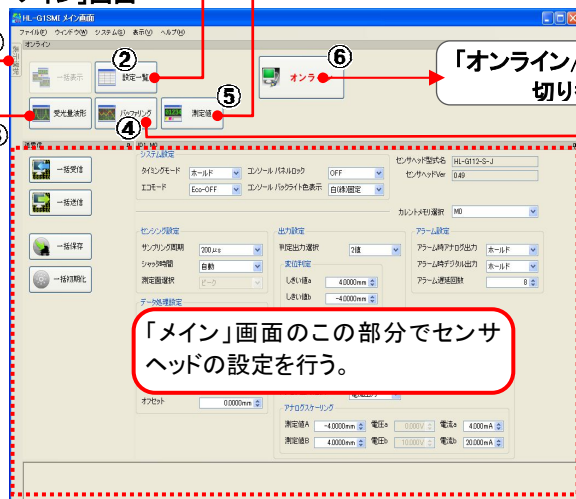 メイン」画面
HL-G1SMI メイン画面
ファイル(F) ウィンドウ(W) システム(S) 表示(V) ヘルプ(H)
オンライン
一括表示
②
設定一覧
⑥
オンラ
「オンライン/
切り
受光量波形
④
バッファリング
⑤
測定値
一括受信
一括送信
一括保存
一括初期化
システム設定
タイミングモード ホールド コンソール パネルロック OFF
エコモード Eco-OFF コンソール バックライト色表示 白(緑)固定
センサヘッド型式名 HL-G112-S-J
センサヘッドVer 0.49
カレントメモリ選択 M0
センシング設定
サンプリング周期 200μs
シャッタ時間 自動
測定面選択 ピーク
データ処理設定
オフセット 0.0000mm
出力設定
判定出力選択 2値
変位判定
しきい値a 4.0000mm
しきい値b -4.0000mm
アラーム設定
アラーム時アナログ出力 ホールド
アラーム時デジタル出力 ホールド
アラーム遅延回数 8
「メイン」画面のこの部分でセンサ
ヘッドの設定を行う。
アナログスケーリング
測定値A -4.0000mm 電圧a 0.000V 電流a 4.000mA
測定値B 4.0000mm 電圧b 10.000V 電流b 20.000mA